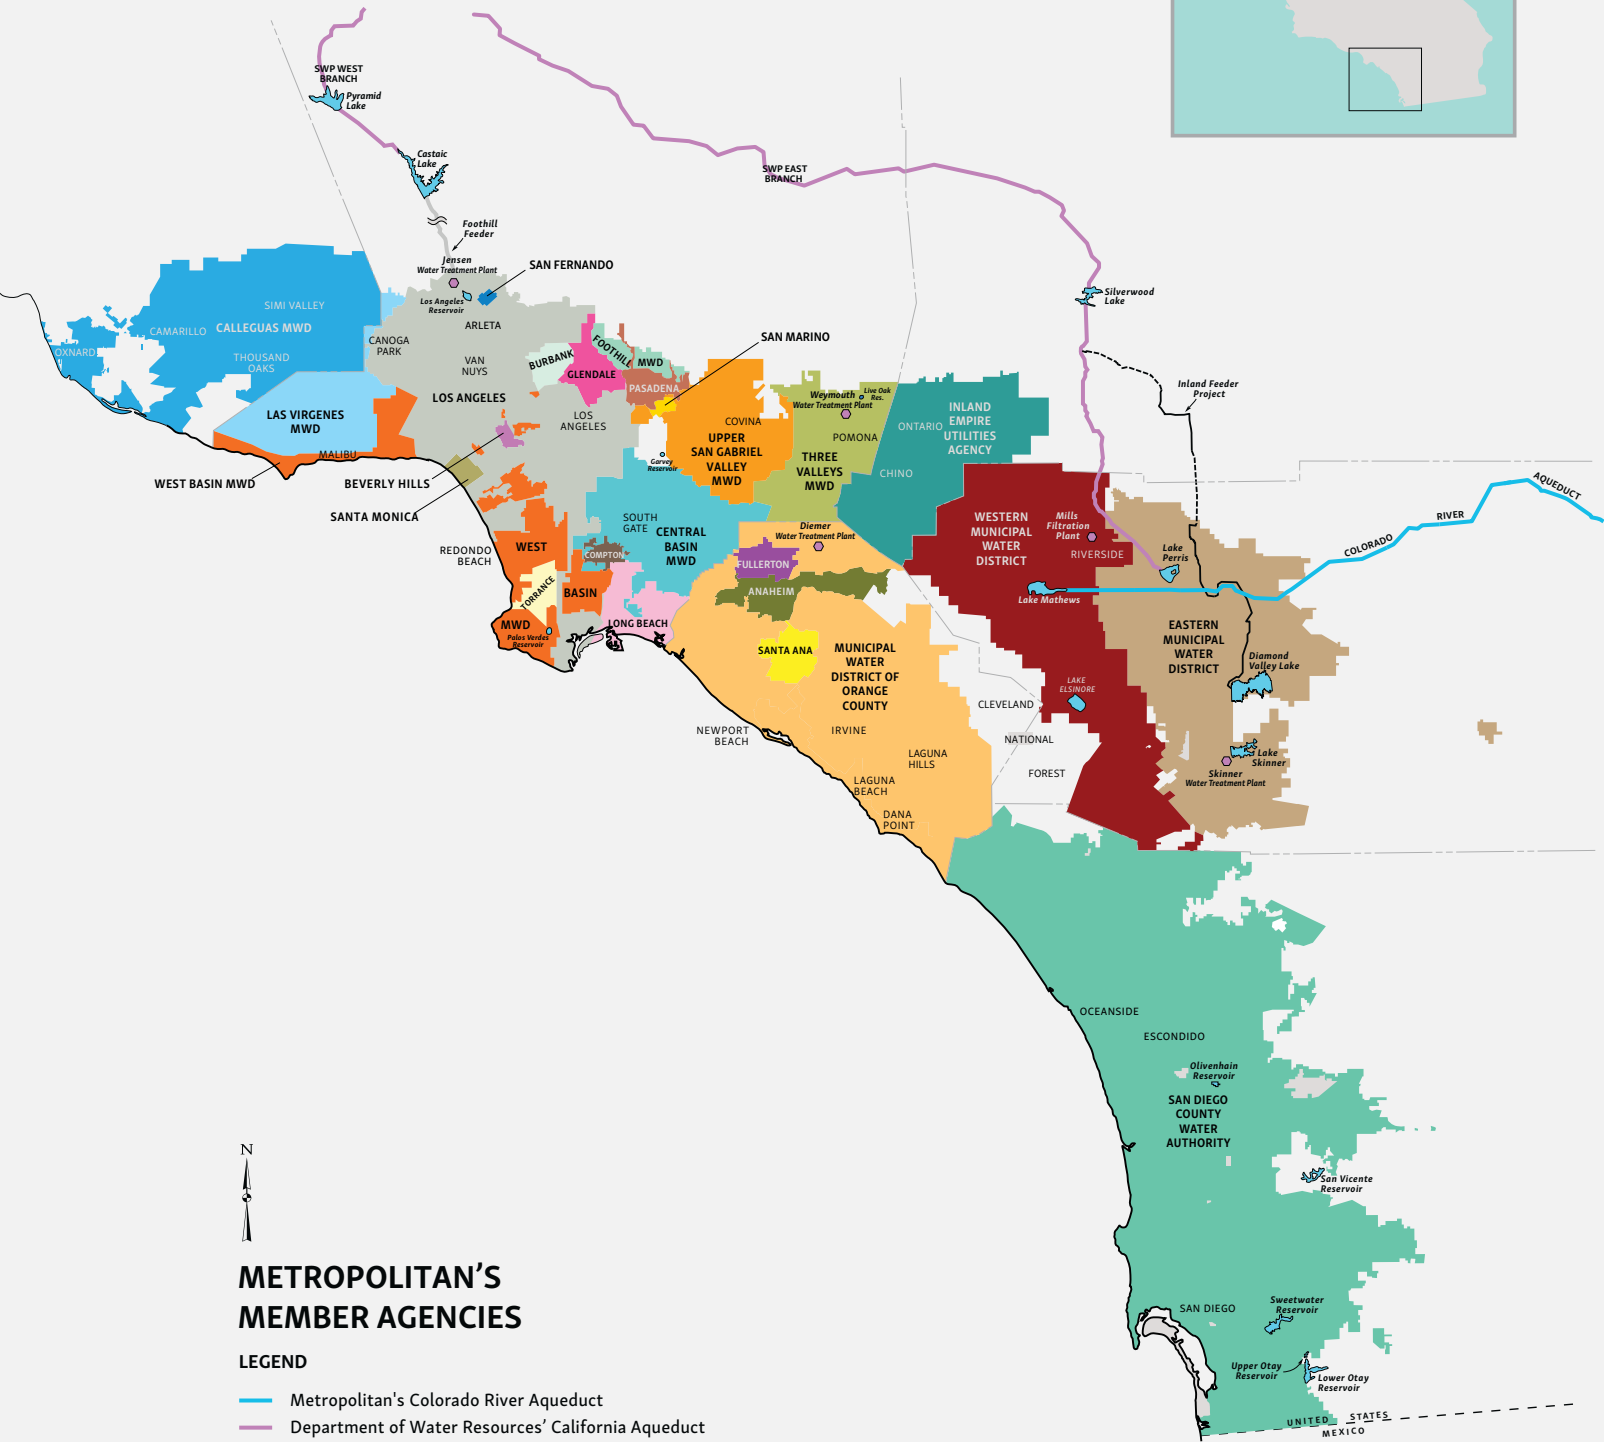 SWP WEST
BRANCH
Pyramid
Lake
Castaic
Lake
SWP EAST
BRANCH
Foothill
Feeder
Jensen
Water Treatment Plant
SAN FERNANDO
Los Angeles
Reservoir
Silverwood
Lake
SIMI VALLEY
CAMARILLO
CALLEGUAS MWD
OXNARD
THOUSAND
OAKS
CANOGA
PARK
ARLETA
VAN
NUYS
BURBANK
FOOTHILL
MWD
GLENDALE
PASADENA
SAN MARINO
LOS ANGELES
LOS
ANGELES
LAS VIRGENES
MWD
MALIBU
WEST BASIN MWD
BEVERLY HILLS
SANTA MONICA
Garvey
Reservoir
COVINA
UPPER
SAN GABRIEL
VALLEY
MWD
Weymouth
Water Treatment Plant
Live Oak
Res.
POMONA
THREE
VALLEYS
MWD
ONTARIO
INLAND
EMPIRE
UTILITIES
AGENCY
CHINO
Inland Feeder
Project
AQUEDUCT
RIVER
COLORADO
SOUTH
GATE
CENTRAL
BASIN
MWD
REDONDO
BEACH
WEST
COMPTON
TORRANCE
BASIN
MWD
Palos Verdes
Reservoir
LONG BEACH
Diemer
Water Treatment Plant
FULLERTON
ANAHEIM
SANTA ANA
MUNICIPAL
WATER
DISTRICT OF
ORANGE
COUNTY
NEWPORT
BEACH
IRVINE
LAGUNA
HILLS
LAGUNA
BEACH
DANA
POINT
WESTERN
MUNICIPAL
WATER
DISTRICT
Mills
Filtration
Plant
RIVERSIDE
Lake Mathews
Lake
Perris
EASTERN
MUNICIPAL
WATER
DISTRICT
Diamond
Valley Lake
LAKE
ELSINORE
CLEVELAND
NATIONAL
FOREST
Lake
Skinner
Skinner
Water Treatment Plant
OCEANSIDE
ESCONDIDO
Olivenhain
Reservoir
SAN DIEGO
COUNTY
WATER
AUTHORITY
San Vicente
Reservoir
SAN DIEGO
Sweetwater
Reservoir
Upper Otay
Reservoir
Lower Otay
Reservoir
UNITED STATES
MEXICO
N
METROPOLITAN’S
MEMBER AGENCIES
LEGEND
Metropolitan's Colorado River Aqueduct
Department of Water Resources’ California Aqueduct